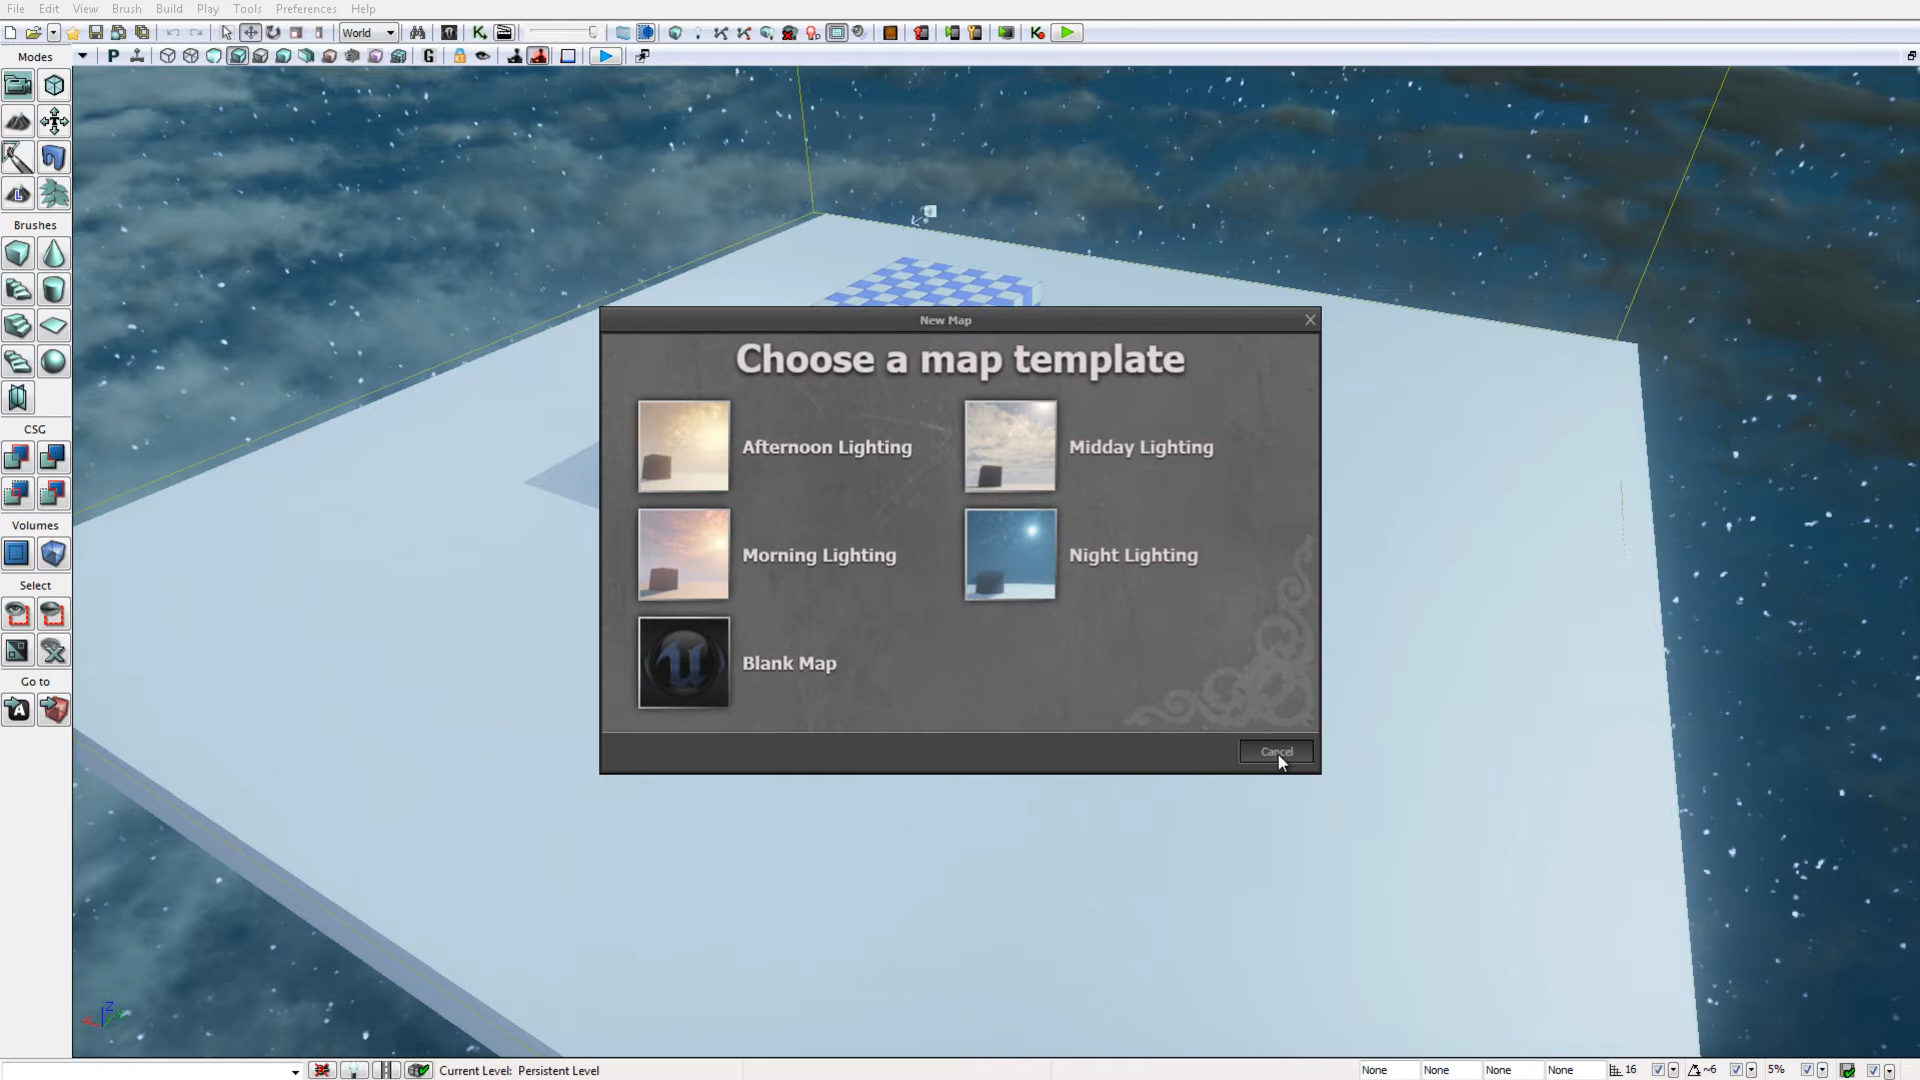 File Edit View Brush Build Play Tools Preferences Help
World
Modes
P
G
Brushes
CSG
Volumes
Select
Go to
A
New Map
Choose a map template
Afternoon Lighting
Midday Lighting
Morning Lighting
Night Lighting
Blank Map
Cancel
Z
Current Level: Persistent Level
None None None None 16 ~6 5%